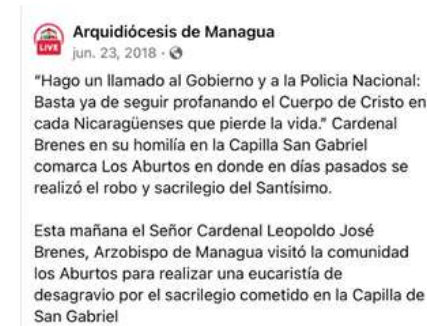 Arquidiócesis de Managua
LIVE
jun. 23, 2018 ·
"Hago un llamado al Gobierno y a la Policia Nacional:
Basta ya de seguir profanando el Cuerpo de Cristo en
cada Nicaragüenses que pierde la vida." Cardenal
Brenes en su homilía en la Capilla San Gabriel
comarca Los Aburtos en donde en días pasados se
realizó el robo y sacrilegio del Santísimo.
Esta mañana el Señor Cardenal Leopoldo José
Brenes, Arzobispo de Managua visitó la comunidad
los Aburtos para realizar una eucaristía de
desagravio por el sacrilegio cometido en la Capilla de
San Gabriel